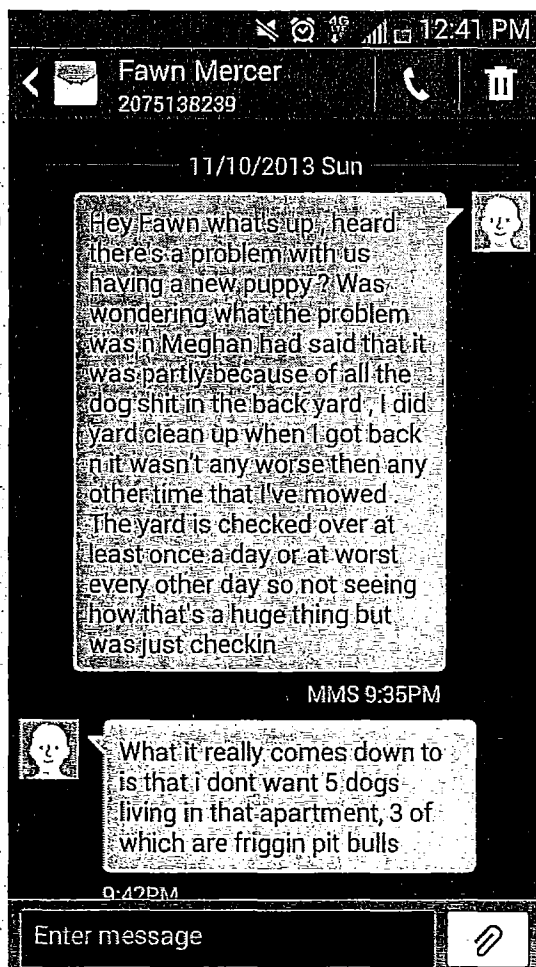 4G 12:41 PM
Fawn Mercer
2075138239
11/10/2013 Sun
Hey Fawn what's up , heard
there's a problem with us
having a new puppy ? Was
wondering what the problem
was n Meghan had said that it
was partly because of all the
dog shit in the back yard , I did
yard clean up when I got back
n it wasn't any worse then any
other time that I've mowed .
The yard is checked over at
least once a day or at worst
every other day so not seeing
how that's a huge thing but
was just checkin
MMS 9:35PM
What it really comes down to
is that i dont want 5 dogs
living in that apartment, 3 of
which are friggin pit bulls
9:42PM
Enter message